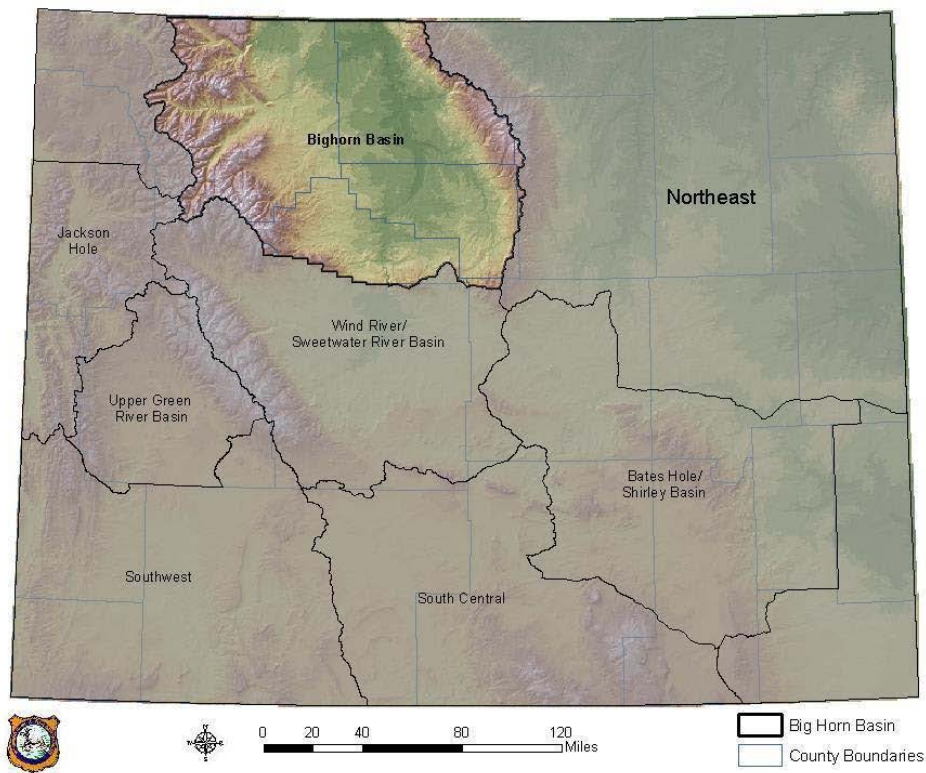 Bighorn Basin
Northeast
Jackson
Hole
Wind River/
Sweetwater River Basin
Upper Green
River Basin
Bates Hole/
Shirley Basin
Southwest
South Central
0 20 40 80 120
Miles
Big Horn Basin
County Boundaries